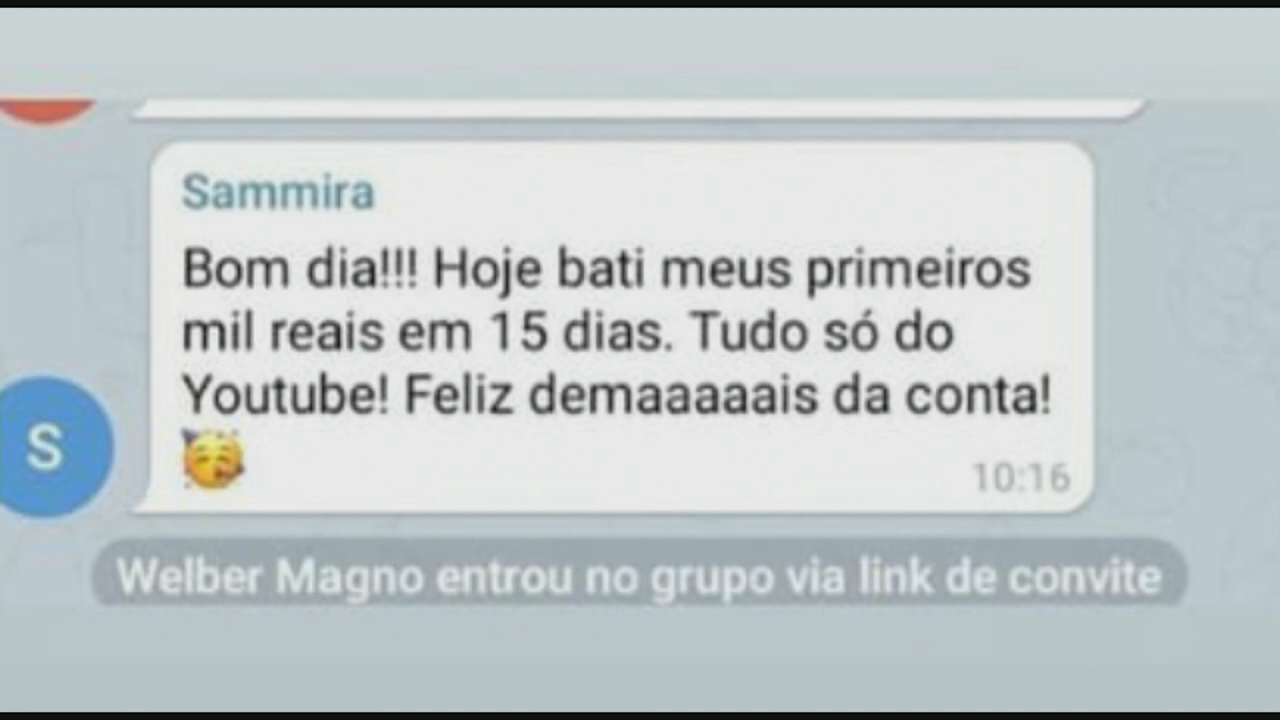 Sammira
Bom dia!!! Hoje bati meus primeiros
mil reais em 15 dias. Tudo só do
Youtube! Feliz demaaaaais da conta!
🥳
10:16
S
Welber Magno entrou no grupo via link de convite